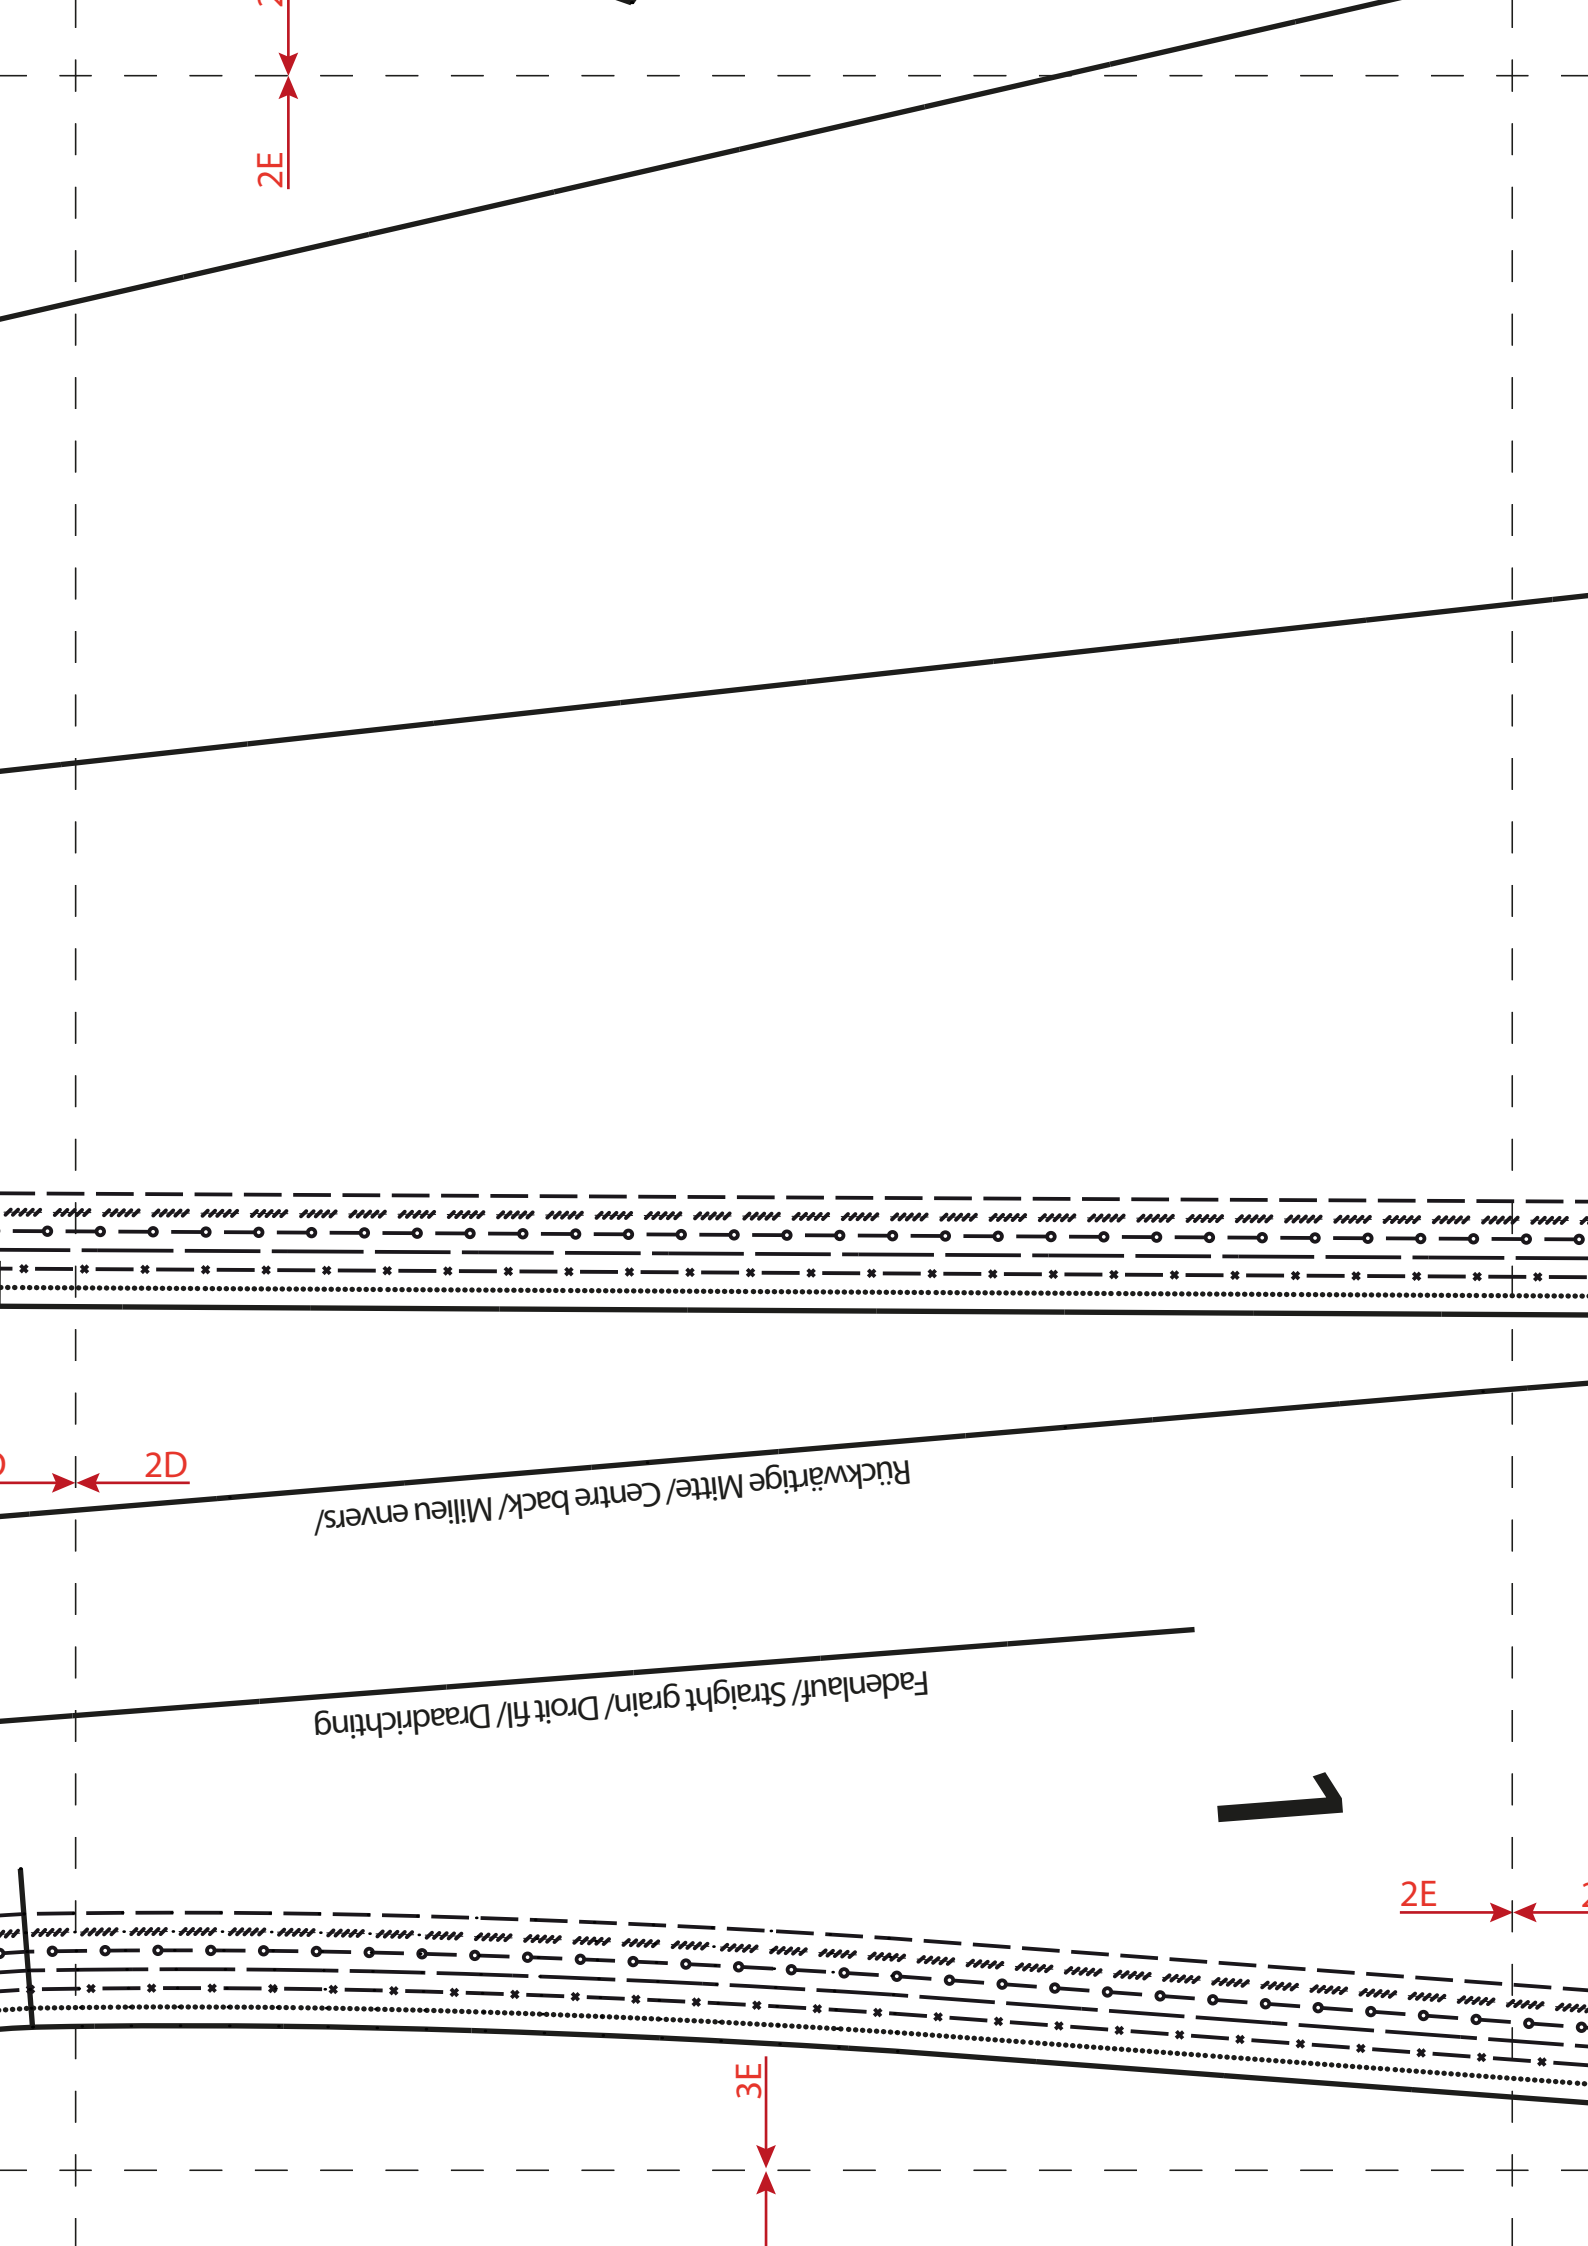 2E
2D
Rückwärtige Mitte/ Centre back/ Milieu envers/
Fadenlauf/ Straight grain/ Droit fil/ Draadrichting
1
2E
3E